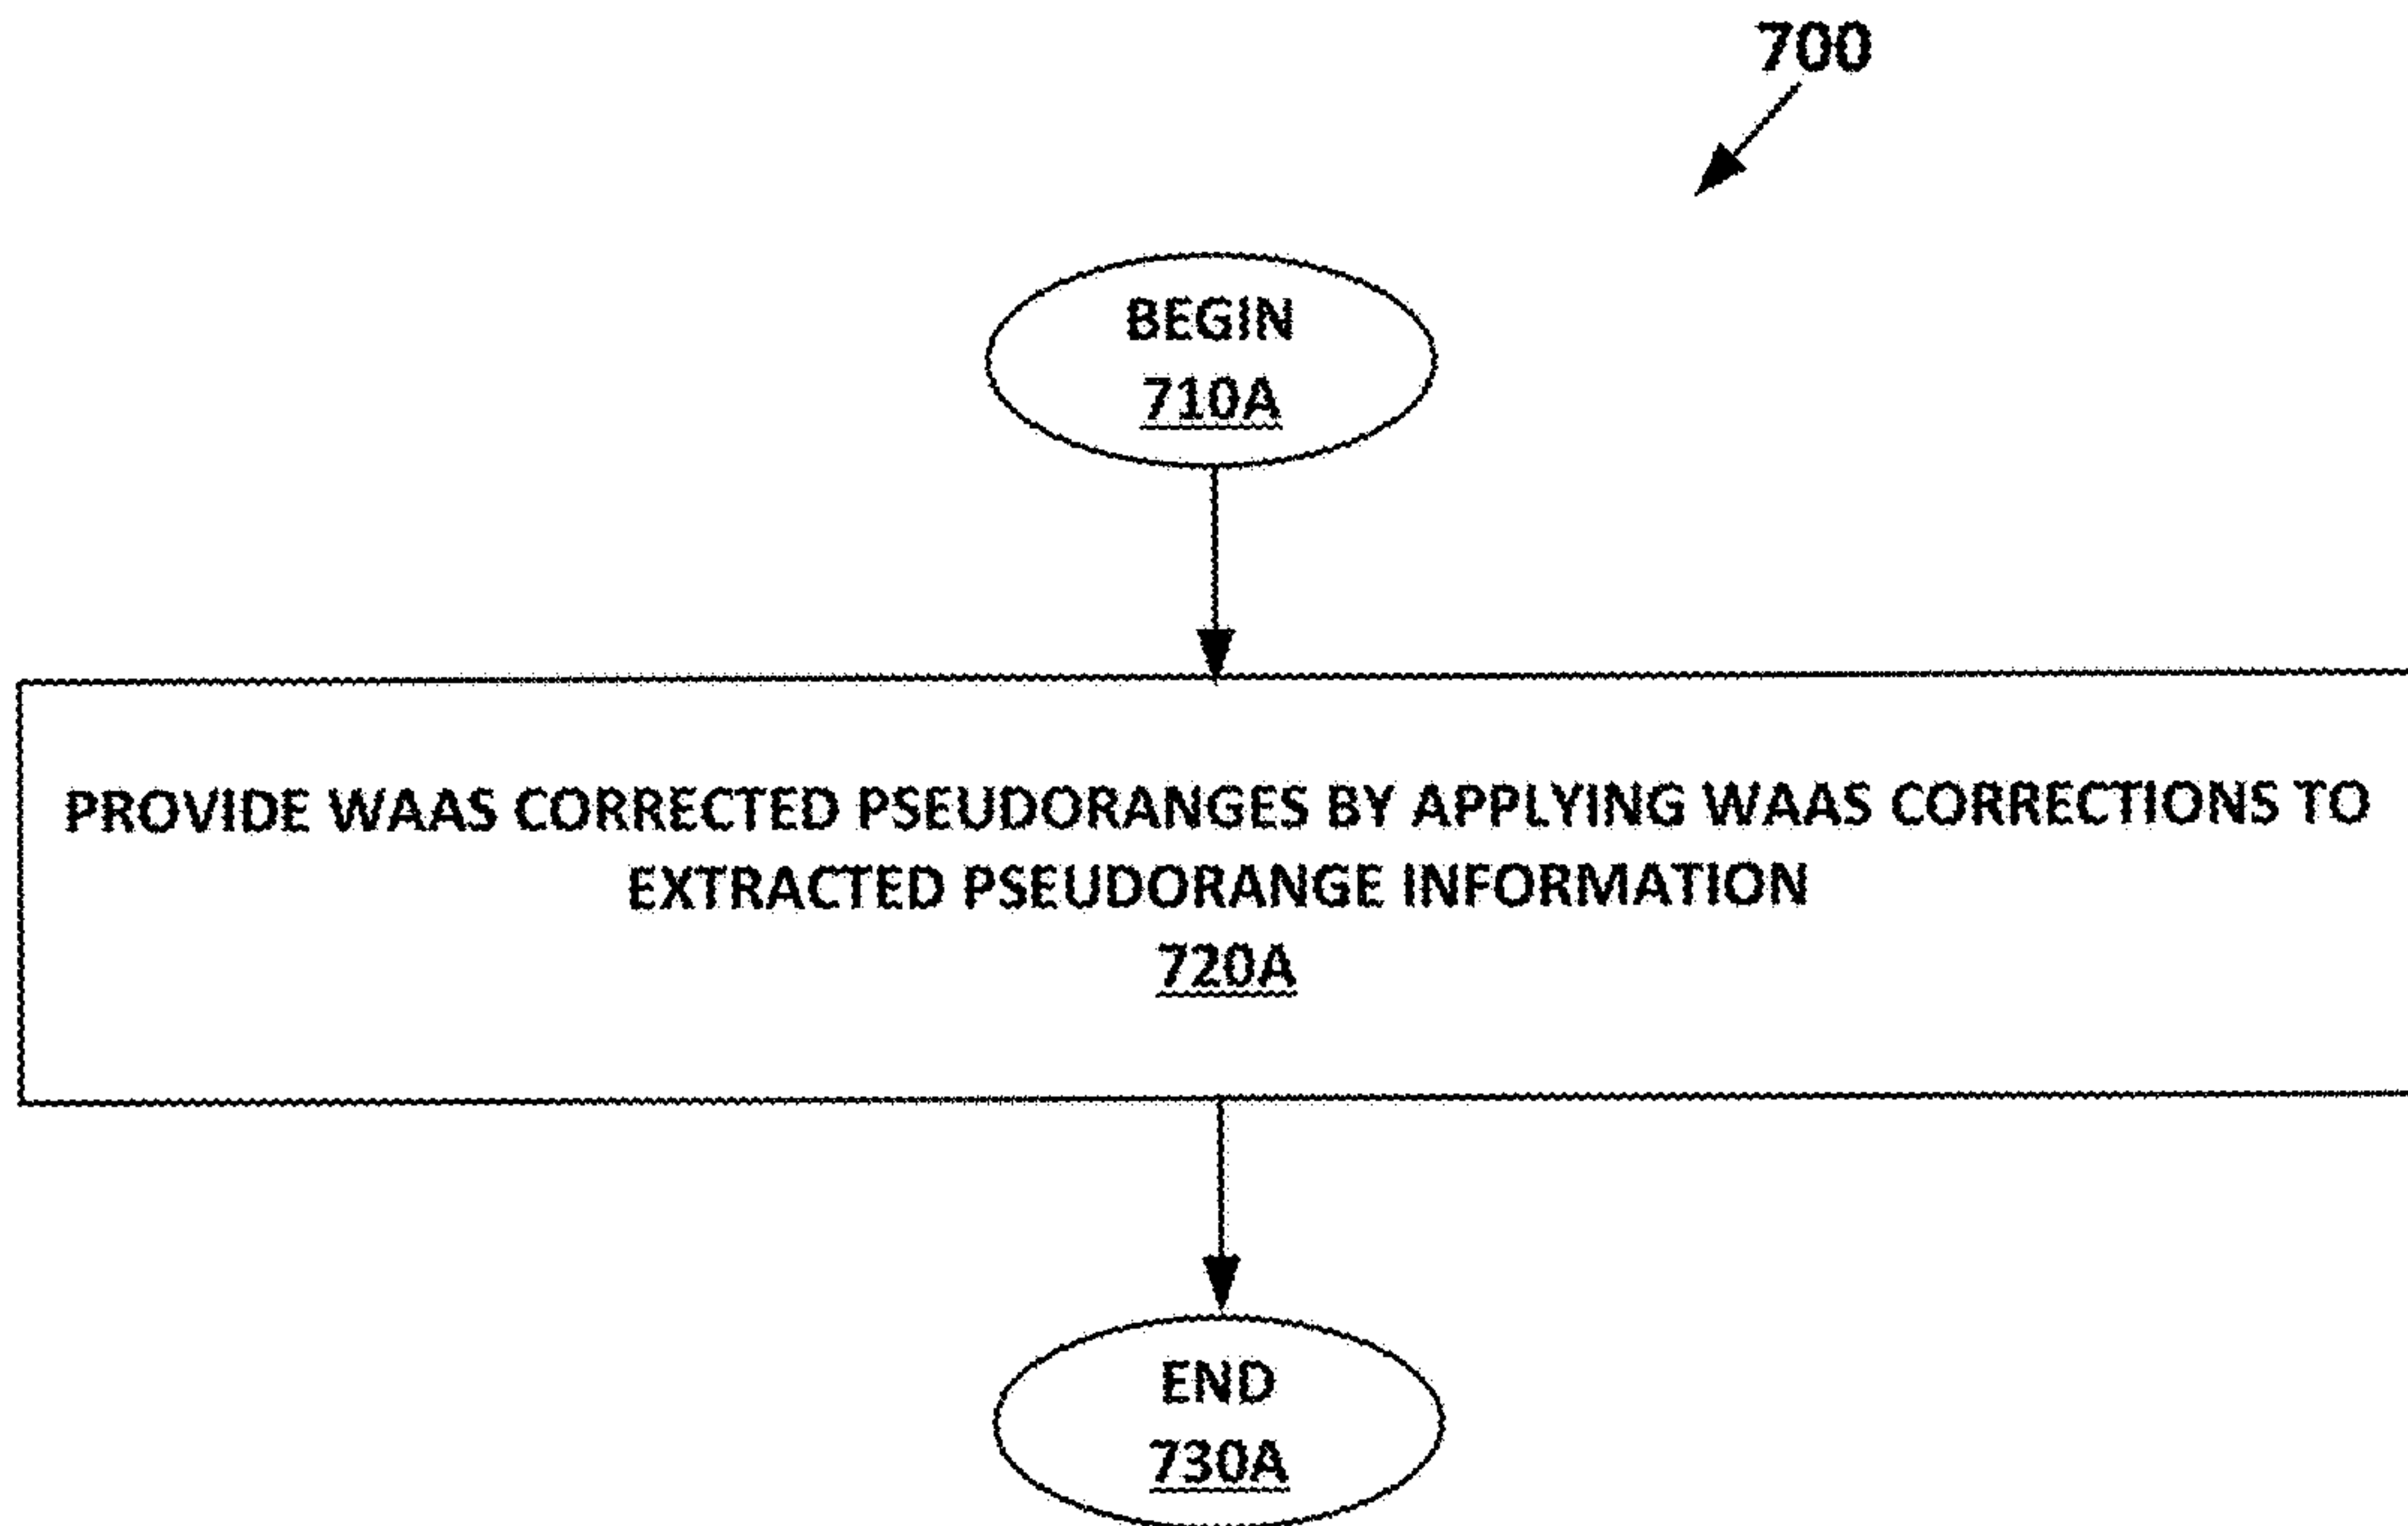 700
BEGIN
710A
PROVIDE WAAS CORRECTED PSEUDORANGES BY APPLYING WAAS CORRECTIONS TO
EXTRACTED PSEUDORANGE INFORMATION
720A
END
730A